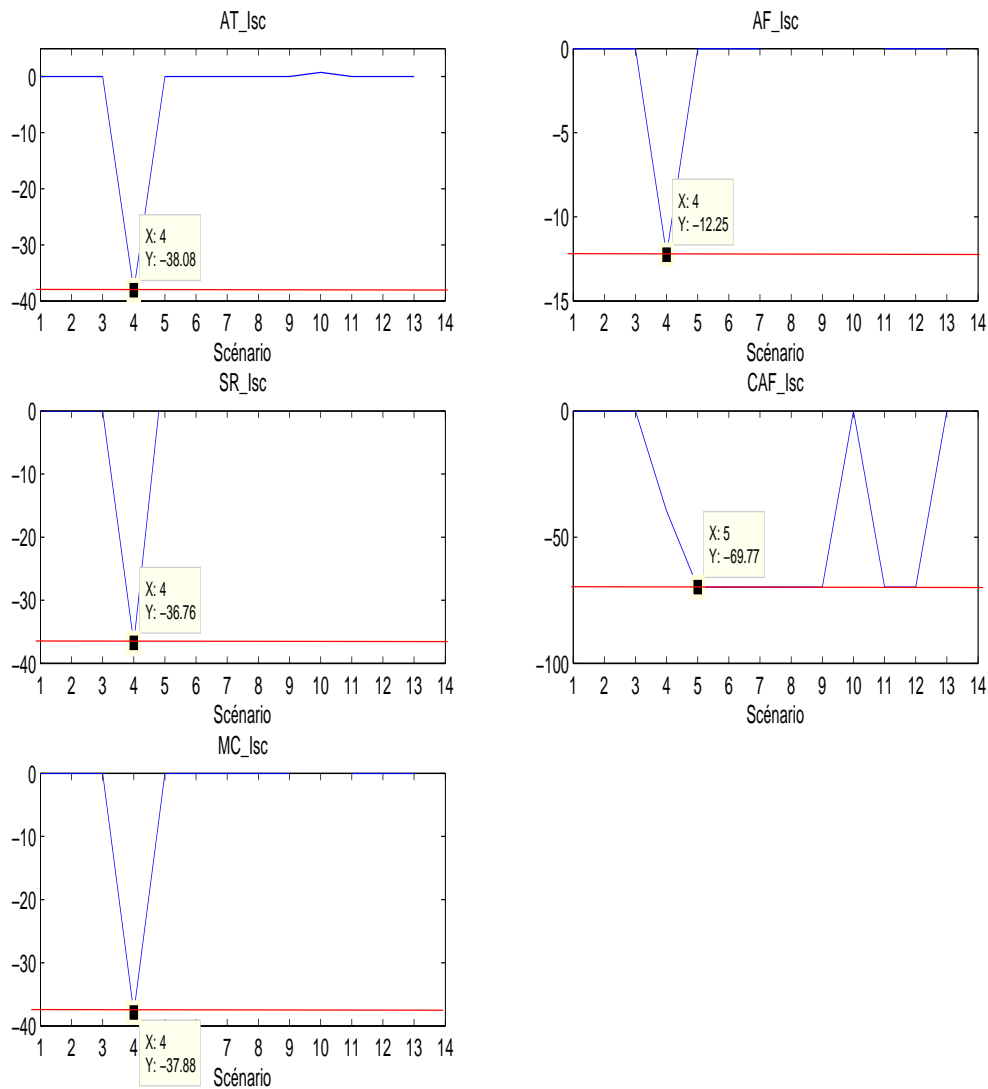 AT_Isc
0
−10
−20
−30
−40
X: 4
Y: −38.08
1 2 3 4 5 6 7 8 9 10 11 12 13 14
Scénario
AF_Isc
0
−5
−10
−15
X: 4
Y: −12.25
1 2 3 4 5 6 7 8 9 10 11 12 13 14
Scénario
SR_Isc
0
−10
−20
−30
−40
X: 4
Y: −36.76
1 2 3 4 5 6 7 8 9 10 11 12 13 14
Scénario
CAF_Isc
0
−50
−100
X: 5
Y: −69.77
1 2 3 4 5 6 7 8 9 10 11 12 13 14
Scénario
MC_Isc
0
−10
−20
−30
−40
X: 4
Y: −37.88
1 2 3 4 5 6 7 8 9 10 11 12 13 14
Scénario